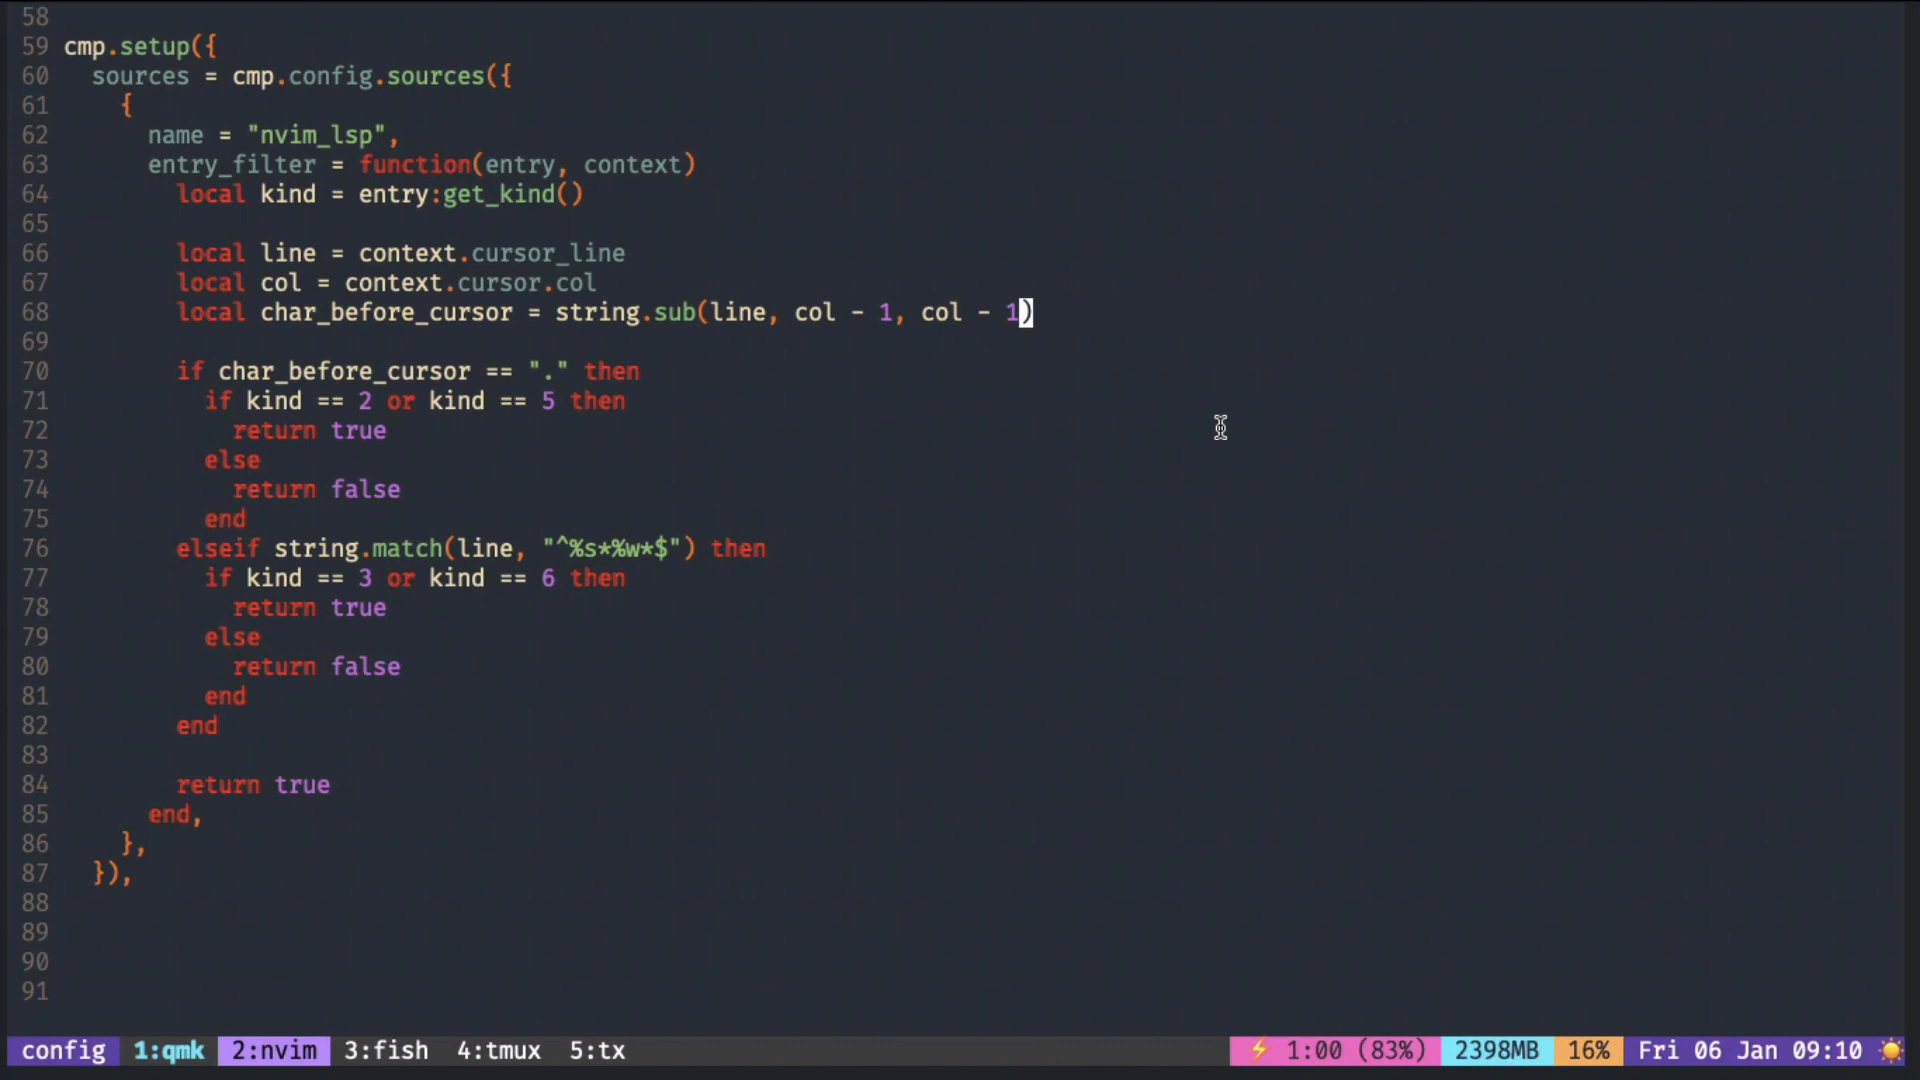 58
59 cmp.setup({
60   sources = cmp.config.sources({
61     {
62       name = "nvim_lsp",
63       entry_filter = function(entry, context)
64         local kind = entry:get_kind()
65
66         local line = context.cursor_line
67         local col = context.cursor.col
68         local char_before_cursor = string.sub(line, col - 1, col - 1)
69
70         if char_before_cursor == "." then
71           if kind == 2 or kind == 5 then
72             return true
73           else
74             return false
75           end
76         elseif string.match(line, "^%s*%w*$") then
77           if kind == 3 or kind == 6 then
78             return true
79           else
80             return false
81           end
82         end
83
84         return true
85       end,
86     },
87   }),
88
89
90
91
config 1:qmk 2:nvim 3:fish 4:tmux 5:tx ⚡ 1:00 (83%) 2398MB 16% Fri 06 Jan 09:10 ☀️